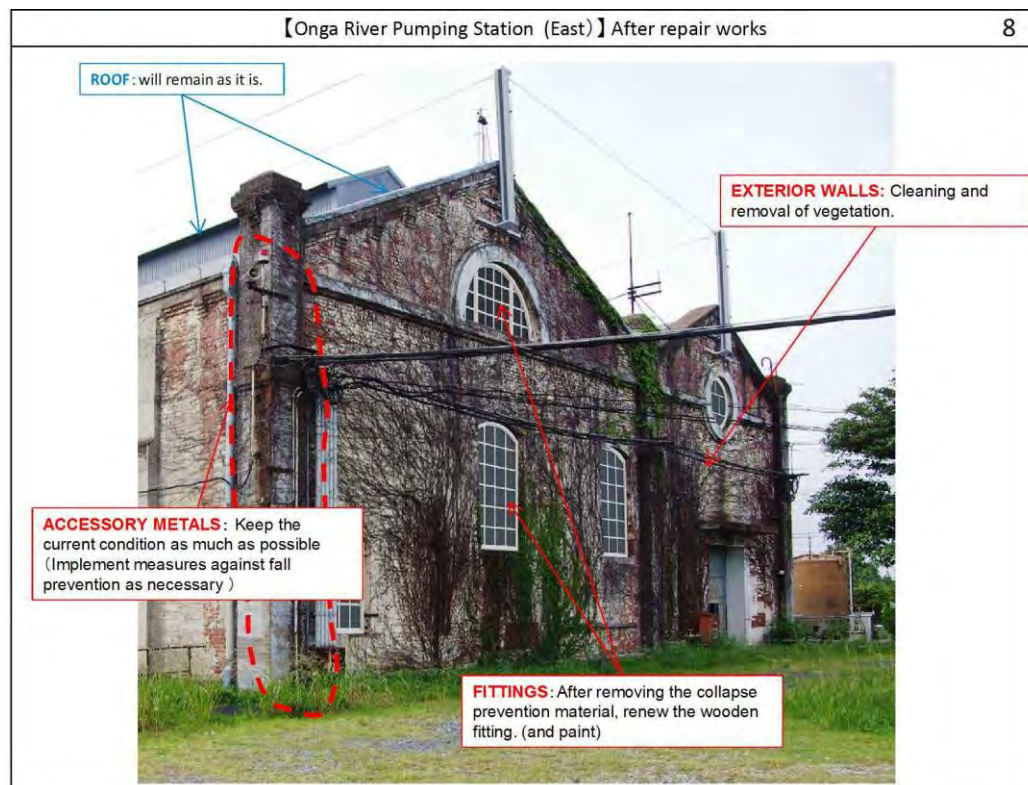 【Onga River Pumping Station (East)】After repair works
8
ROOF: will remain as it is.
EXTERIOR WALLS: Cleaning and
removal of vegetation.
ACCESSORY METALS: Keep the
current condition as much as possible
(Implement measures against fall
prevention as necessary )
FITTINGS: After removing the collapse
prevention material, renew the wooden
fitting. (and paint)